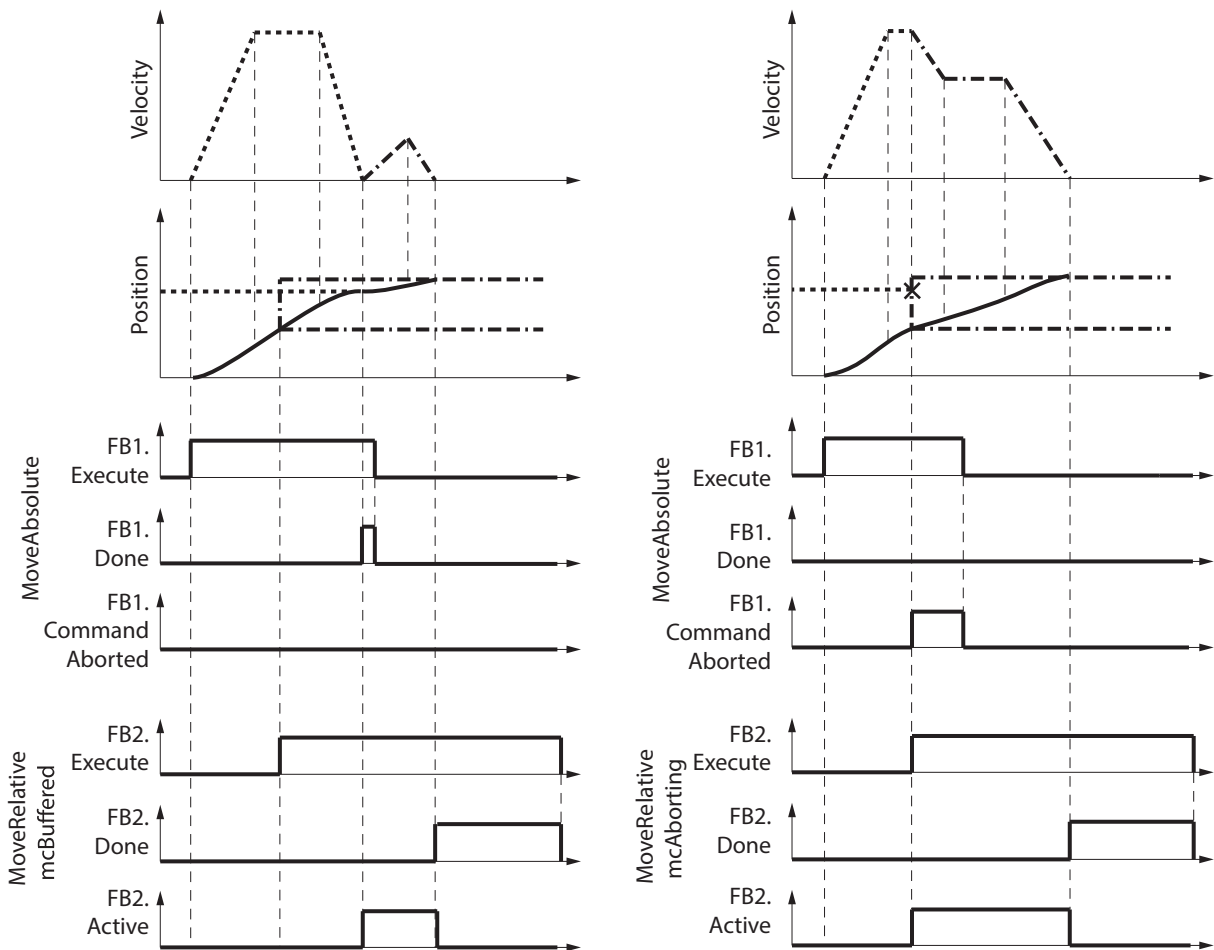 Velocity
Position
MoveAbsolute
FB1.
Execute
FB1.
Done
FB1.
Command
Aborted
MoveRelative
mcBuffered
FB2.
Execute
FB2.
Done
FB2.
Active
Velocity
Position
MoveAbsolute
FB1.
Execute
FB1.
Done
FB1.
Command
Aborted
MoveRelative
mcAborting
FB2.
Execute
FB2.
Done
FB2.
Active